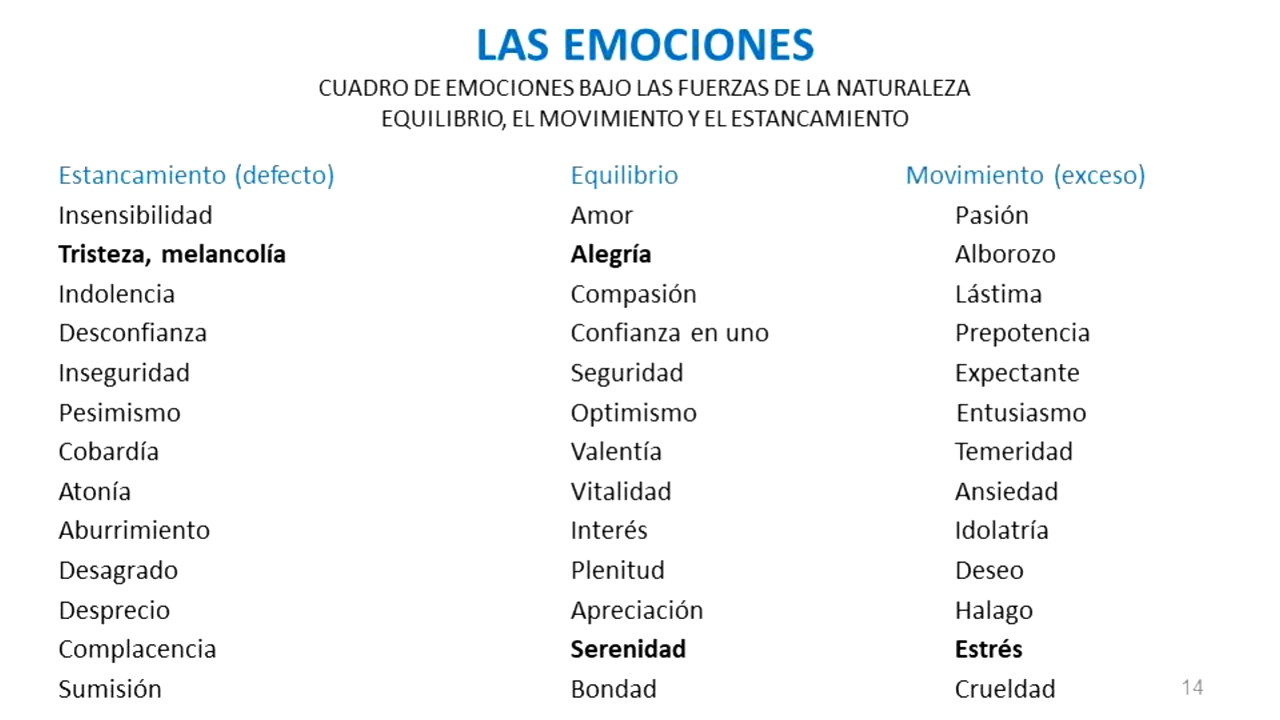 LAS EMOCIONES
CUADRO DE EMOCIONES BAJO LAS FUERZAS DE LA NATURALEZA
EQUILIBRIO, EL MOVIMIENTO Y EL ESTANCAMIENTO
Estancamiento (defecto) Equilibrio Movimiento (exceso)
Insensibilidad Amor Pasión
Tristeza, melancolía Alegría Alborozo
Indolencia Compasión Lástima
Desconfianza Confianza en uno Prepotencia
Inseguridad Seguridad Expectante
Pesimismo Optimismo Entusiasmo
Cobardía Valentía Temeridad
Atonía Vitalidad Ansiedad
Aburrimiento Interés Idolatría
Desagrado Plenitud Deseo
Desprecio Apreciación Halago
Complacencia Serenidad Estrés
Sumisión Bondad Crueldad
14